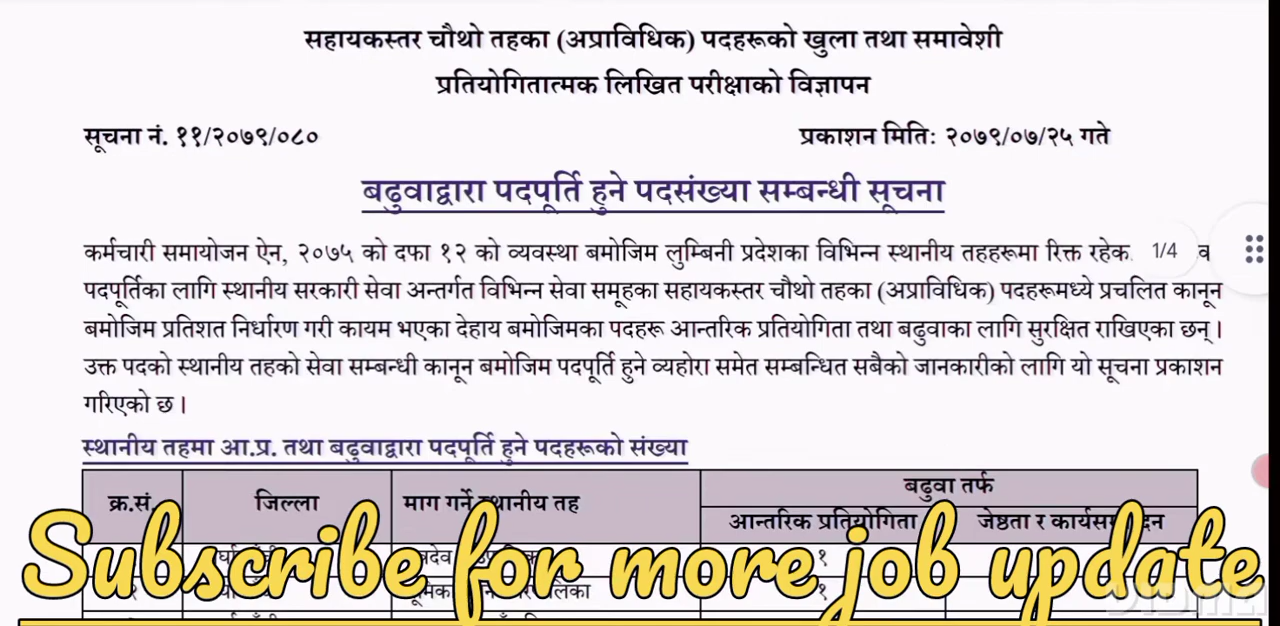 सहायकस्तर चौथो तहका (अप्राविधिक) पदहरूको खुला तथा समावेशी
प्रतियोगितात्मक लिखित परीक्षाको विज्ञापन
सूचना नं. ११/२०७९/०८० प्रकाशन मितिः २०७९/०७/२५ गते
बढुवाद्वारा पदपूर्ति हुने पदसंख्या सम्बन्धी सूचना
कर्मचारी समायोजन ऐन, २०७५ को दफा १२ को व्यवस्था बमोजिम लुम्बिनी प्रदेशका विभिन्न स्थानीय तहहरूमा रिक्त रहेक 1/4 व
पदपूर्तिका लागि स्थानीय सरकारी सेवा अन्तर्गत विभिन्न सेवा समूहका सहायकस्तर चौथो तहका (अप्राविधिक) पदहरूमध्ये प्रचलित कानून
बमोजिम प्रतिशत निर्धारण गरी कायम भएका देहाय बमोजिमका पदहरू आन्तरिक प्रतियोगिता तथा बढुवाका लागि सुरक्षित राखिएका छन् ।
उक्त पदको स्थानीय तहको सेवा सम्बन्धी कानून बमोजिम पदपूर्ति हुने व्यहोरा समेत सम्बन्धित सबैको जानकारीको लागि यो सूचना प्रकाशन
गरिएको छ ।
स्थानीय तहमा आ.प्र. तथा बढुवाद्वारा पदपूर्ति हुने पदहरूको संख्या
क्र.सं. जिल्ला माग गर्ने स्थानीय तह बढुवा तर्फ
आन्तरिक प्रतियोगिता जेष्ठता र
Subscribe for more job update
१
१